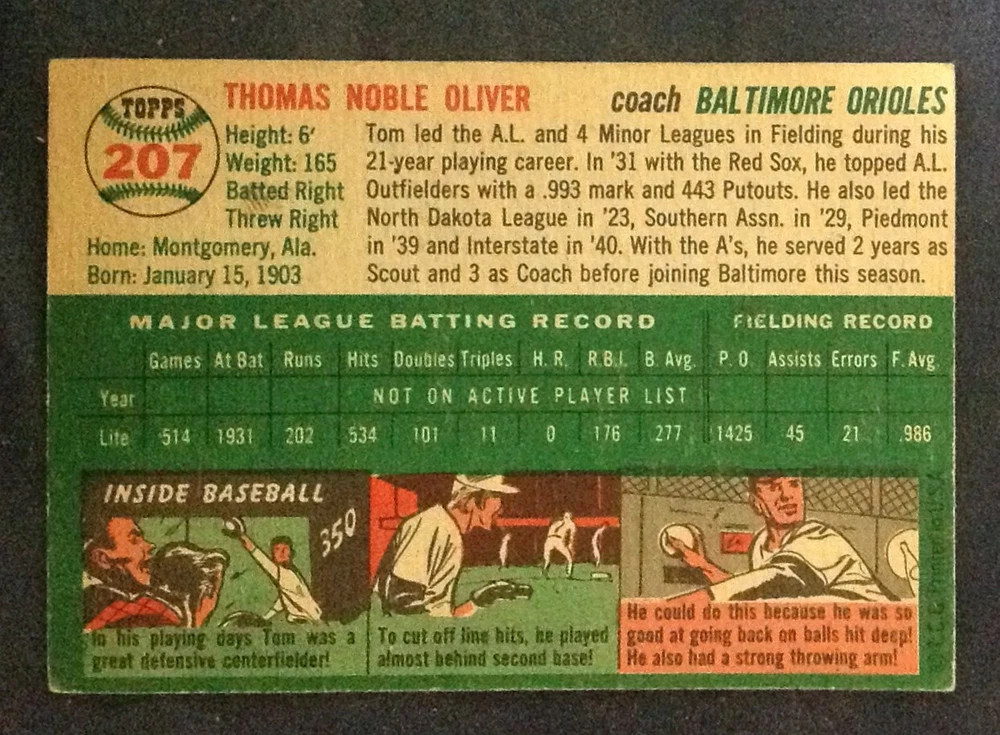 TOPPS
207
THOMAS NOBLE OLIVER
coach BALTIMORE ORIOLES
Height: 6'
Weight: 165
Batted Right
Threw Right
Home: Montgomery, Ala.
Born: January 15, 1903
Tom led the A.L. and 4 Minor Leagues in Fielding during his
21-year playing career. In '31 with the Red Sox, he topped A.L.
Outfielders with a .993 mark and 443 Putouts. He also led the
North Dakota League in '23, Southern Assn. in '29, Piedmont
in '39 and Interstate in '40. With the A's, he served 2 years as
Scout and 3 as Coach before joining Baltimore this season.
MAJOR LEAGUE BATTING RECORD FIELDING RECORD
Games At Bat Runs Hits Doubles Triples H. R. R.B.I. B. Avg. P. O. Assists Errors F. Avg.
Year NOT ON ACTIVE PLAYER LIST
Life 514 1931 202 534 101 11 0 176 .277 1425 45 21 .986
INSIDE BASEBALL
350
In his playing days Tom was a
great defensive centerfielder!
To cut off line hits, he played
almost behind second base!
He could do this because he was so
good at going back on balls hit deep!
He also had a strong throwing arm!